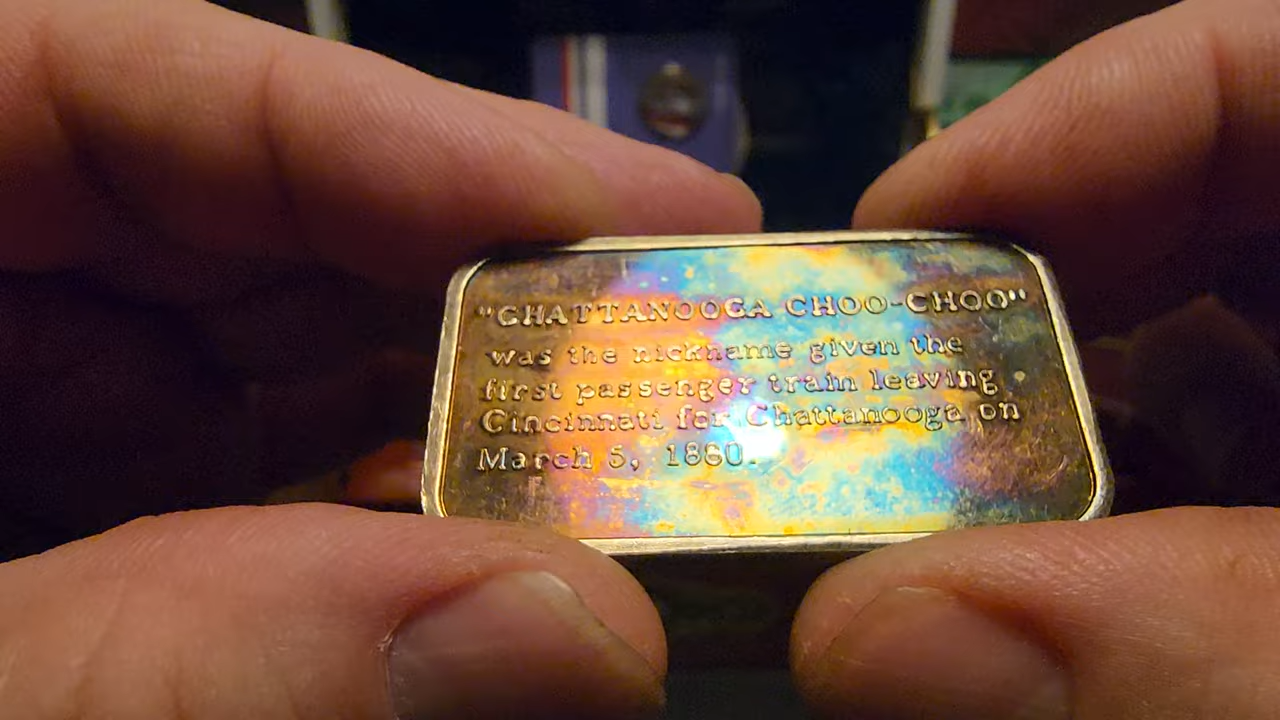 "CHATTANOOGA CHOO-CHOO"
was the nickname given the
first passenger train leaving
Cincinnati for Chattanooga on
March 5, 1880.